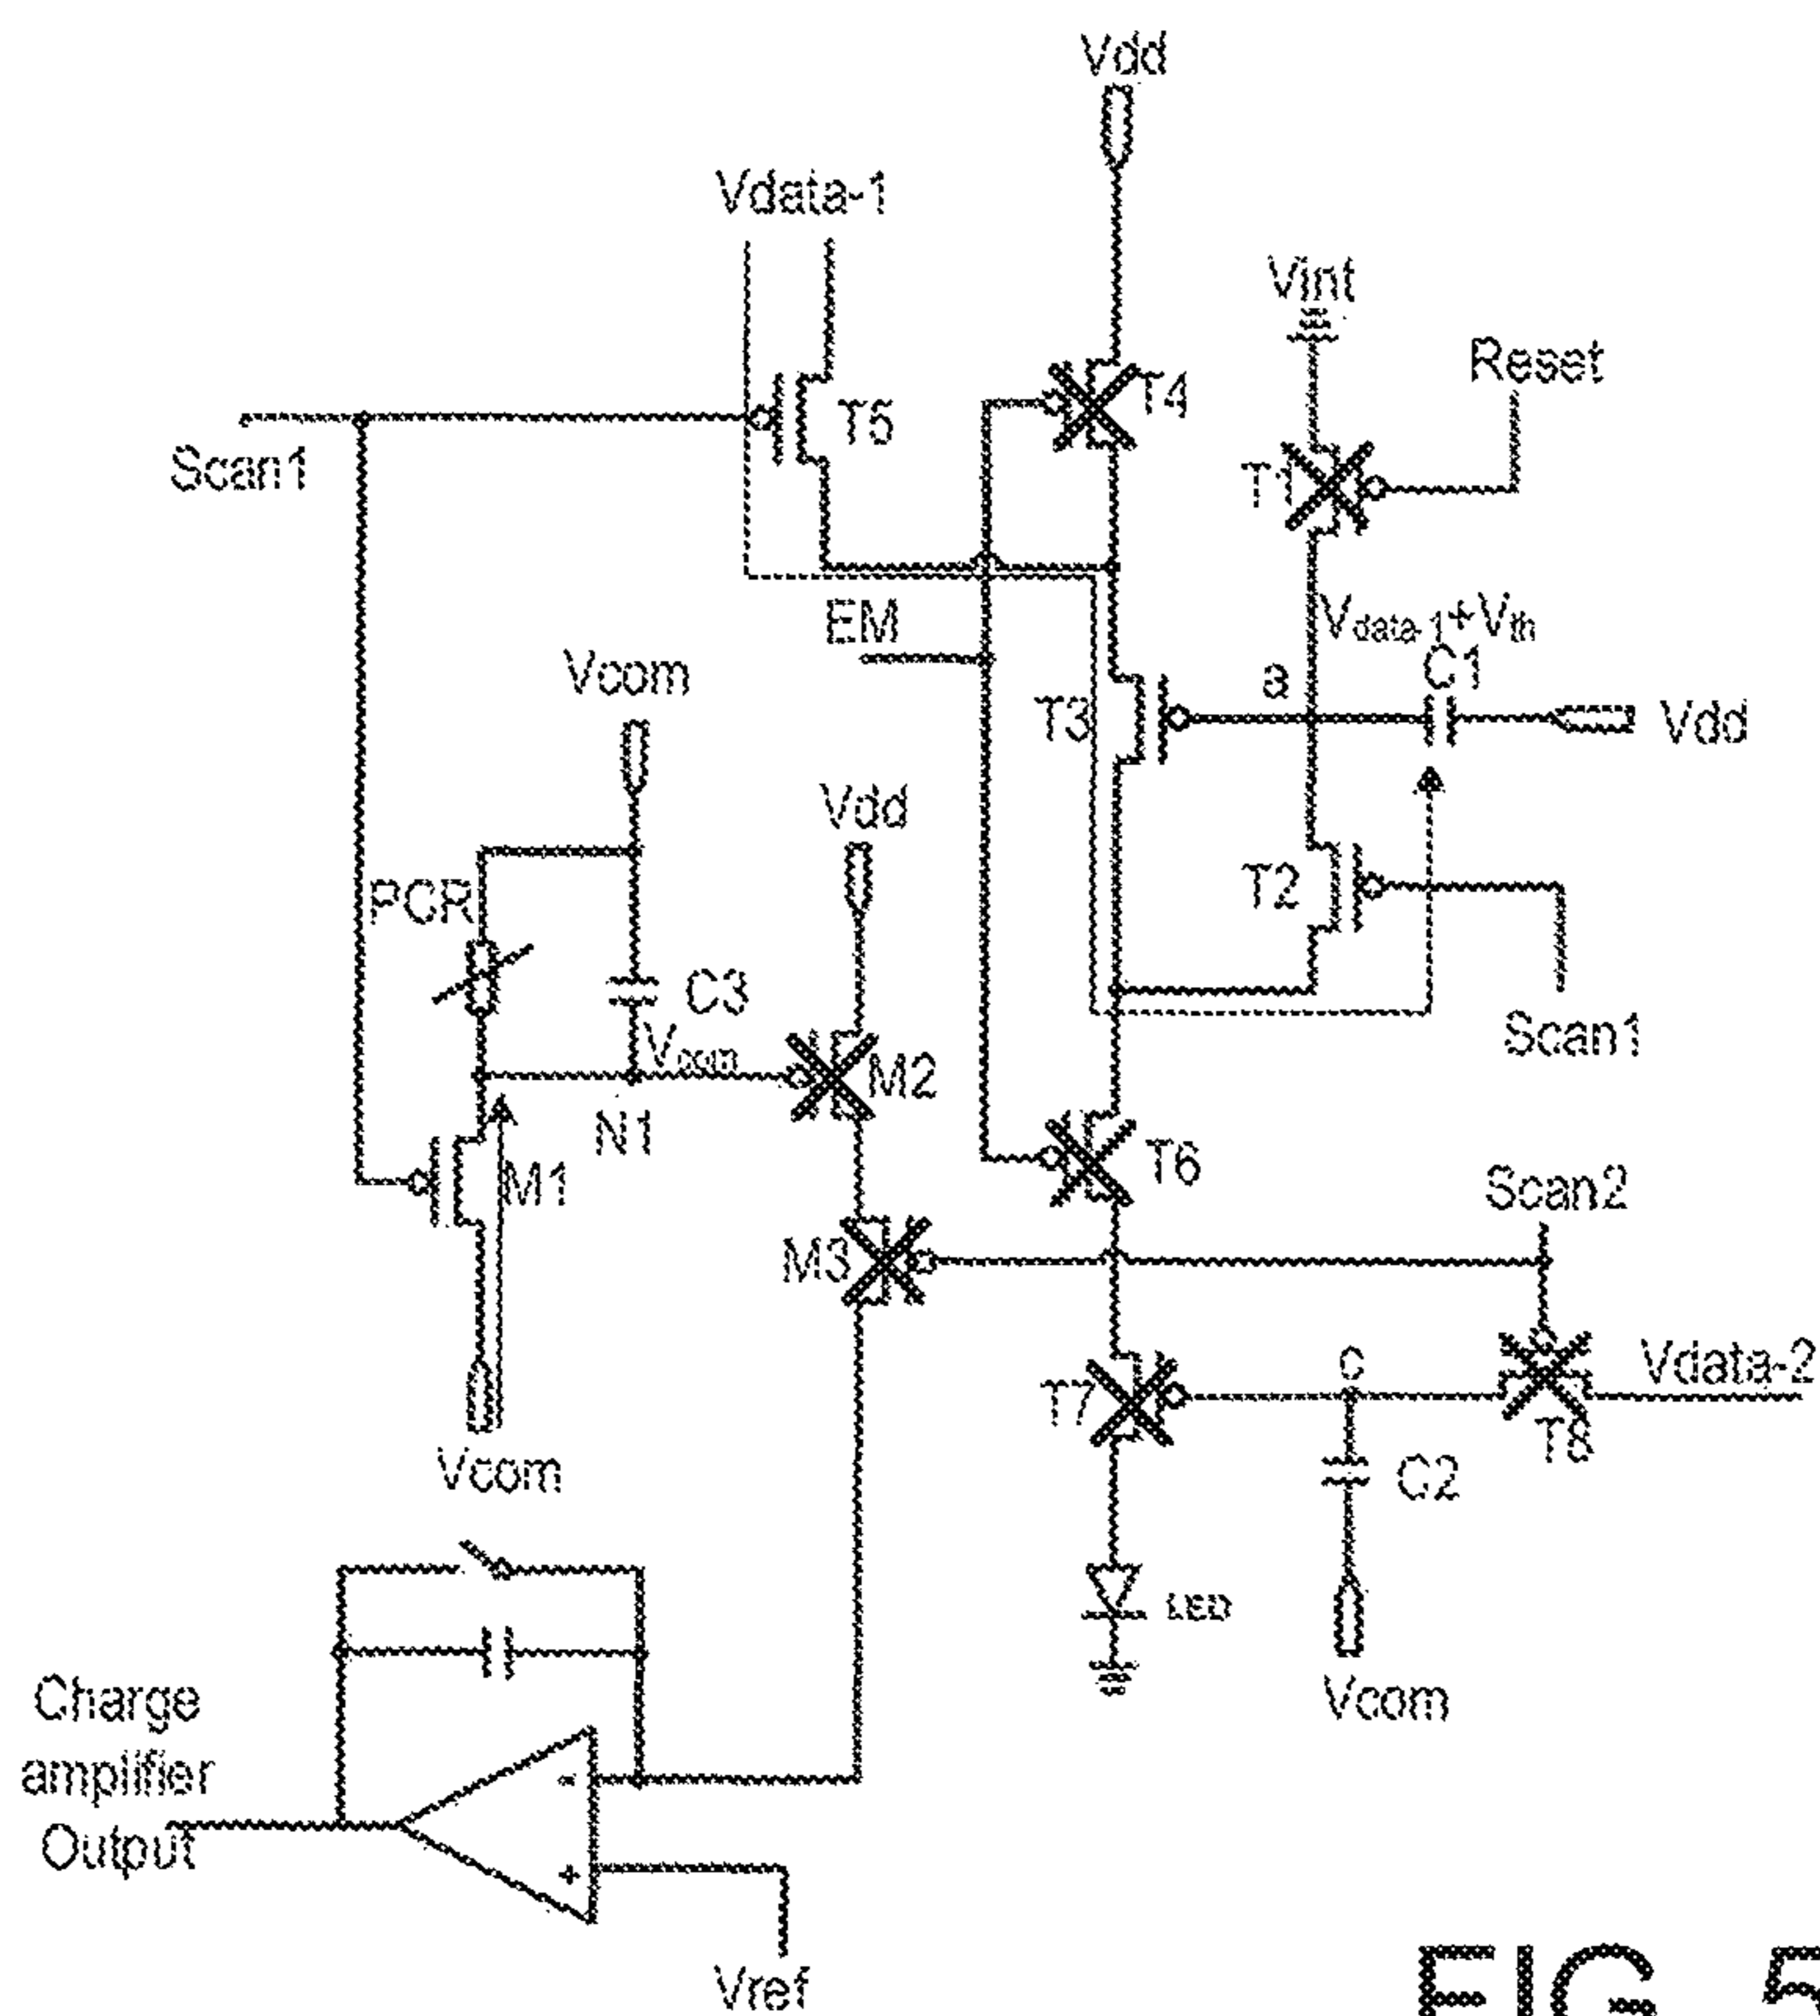 Vdd
Vdata-1
Vint
Reset
T4
T5
T1
Scan1
Vdata-1+Vth
EM
Vcom
a
C1
T3
Vdd
Vdd
T2
PCR
C3
Vcom
Scan1
M2
N1
M1
T6
Scan2
M3
C
Vdata-2
T7
T8
Vcom
C2
LED
Vcom
Charge
amplifier
Output
-
+
Vref
FIG. 5